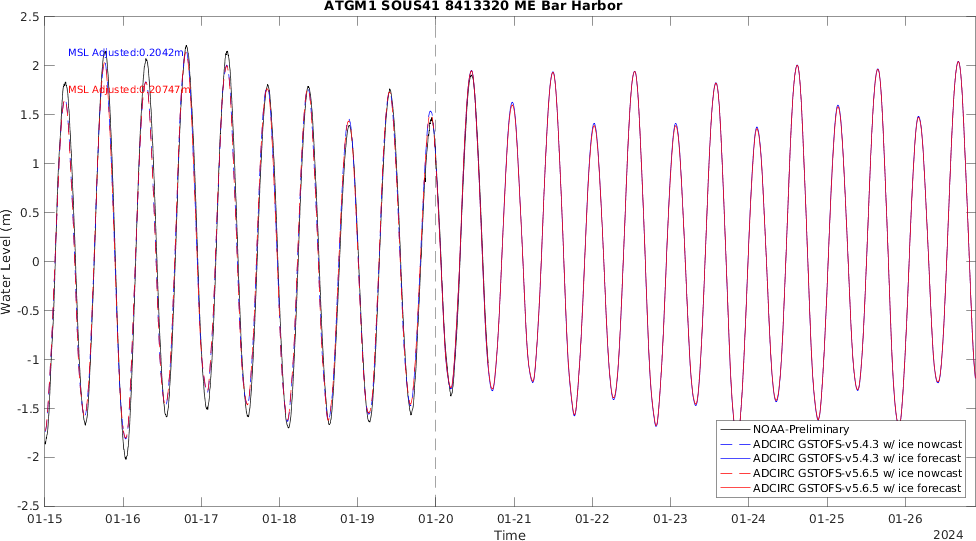 ATGM1 SOUS41 8413320 ME Bar Harbor
2.5
2
1.5
1
0.5
0
-0.5
-1
-1.5
-2
-2.5
Water Level (m)
MSL Adjusted:0.2042m
MSL Adjusted:0.20747m
NOAA-Preliminary
ADCIRC GSTOFS-v5.4.3 w/ ice nowcast
ADCIRC GSTOFS-v5.4.3 w/ ice forecast
ADCIRC GSTOFS-v5.6.5 w/ ice nowcast
ADCIRC GSTOFS-v5.6.5 w/ ice forecast
01-15 01-16 01-17 01-18 01-19 01-20 01-21 01-22 01-23 01-24 01-25 01-26
Time
2024